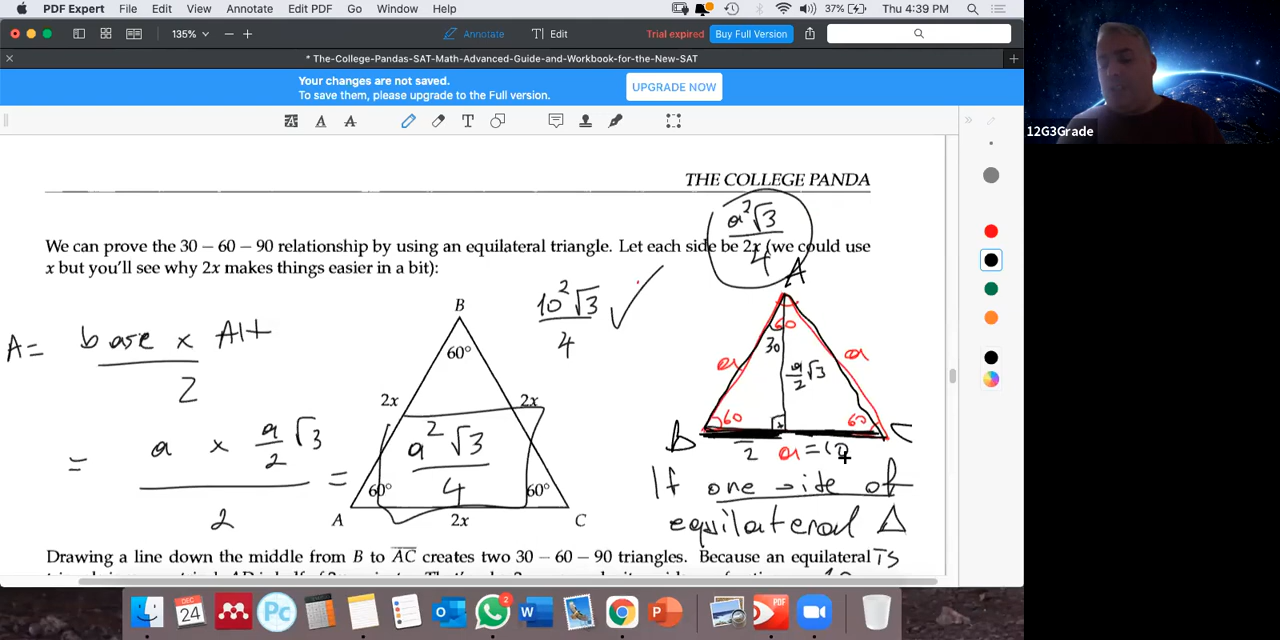 PDF Expert File Edit View Annotate Edit PDF Go Window Help 37% Thu 4:39 PM
135% Annotate Edit Trial expired Buy Full Version
* The-College-Pandas-SAT-Math-Advanced-Guide-and-Workbook-for-the-New-SAT
Your changes are not saved.
To save them, please upgrade to the Full version.
UPGRADE NOW
12G3Grade
THE COLLEGE PANDA
a²√3
4
We can prove the 30 – 60 – 90 relationship by using an equilateral triangle. Let each side be 2x (we could use
x but you'll see why 2x makes things easier in a bit):
A= base x Alt
2
= a x a/2 √3
2
= a²√3
4
B
60°
2x 2x
60° 60°
A 2x C
10²√3
4
A
60
30
a a
a/2 √3
60 60
B C
2 a=10
If one site of
equilateral Δ
Drawing a line down the middle from B to AC creates two 30 – 60 – 90 triangles. Because an equilateral
TS
24
2